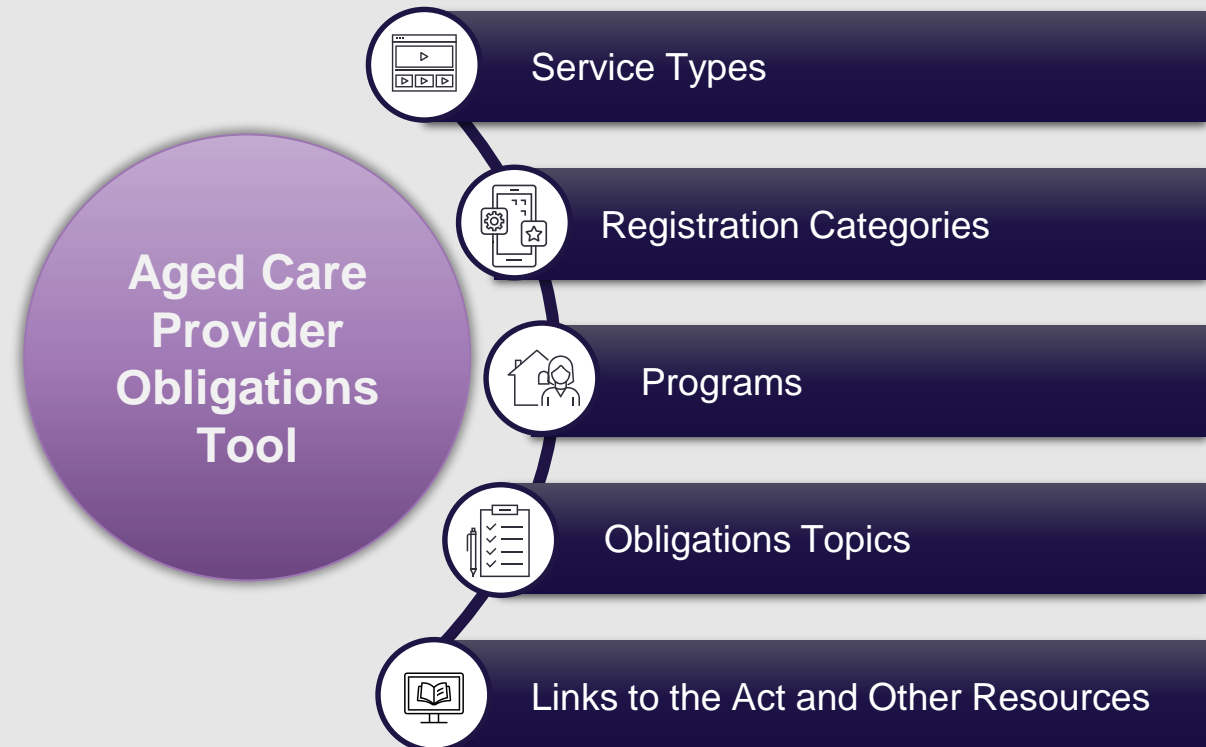 Aged Care
Provider
Obligations
Tool
Service Types
Registration Categories
Programs
Obligations Topics
Links to the Act and Other Resources